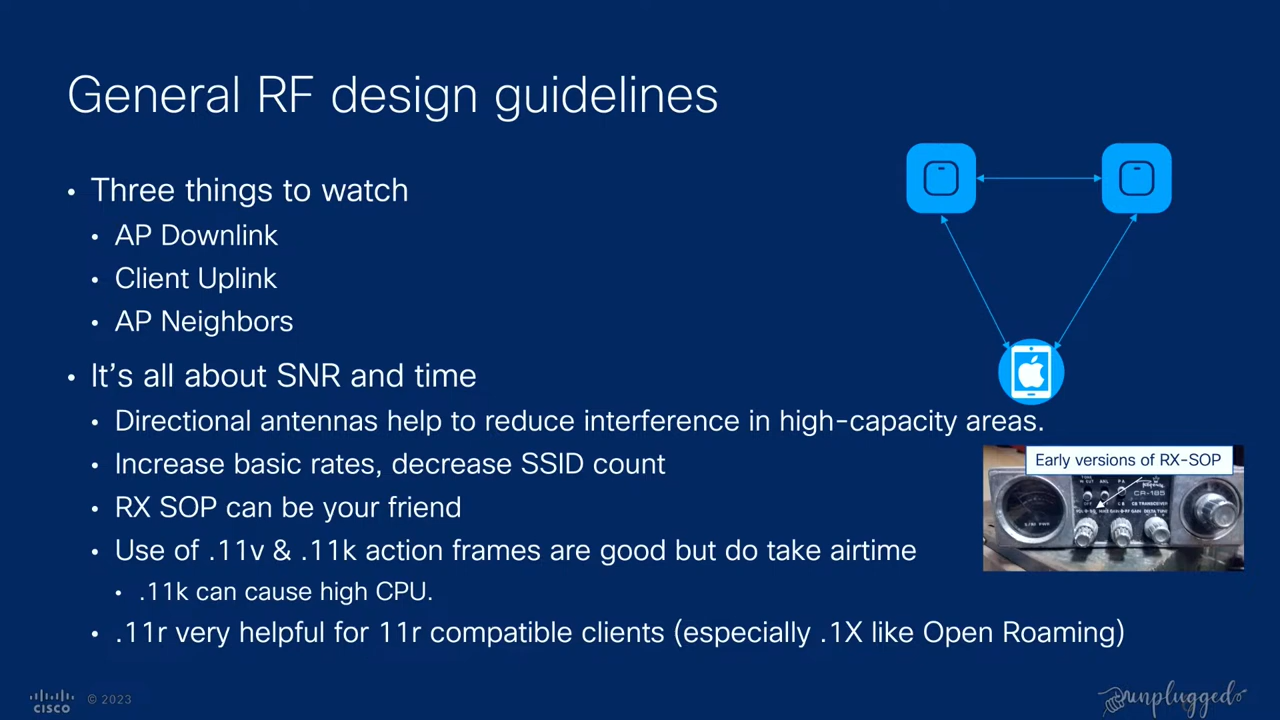 General RF design guidelines
• Three things to watch
• AP Downlink
• Client Uplink
• AP Neighbors
• It's all about SNR and time
• Directional antennas help to reduce interference in high-capacity areas.
• Increase basic rates, decrease SSID count
• RX SOP can be your friend
• Use of .11v & .11k action frames are good but do take airtime
• .11k can cause high CPU.
• .11r very helpful for 11r compatible clients (especially .1X like Open Roaming)
Early versions of RX-SOP
CB TRANSCEIVER
CISCO
© 2023
unplugged